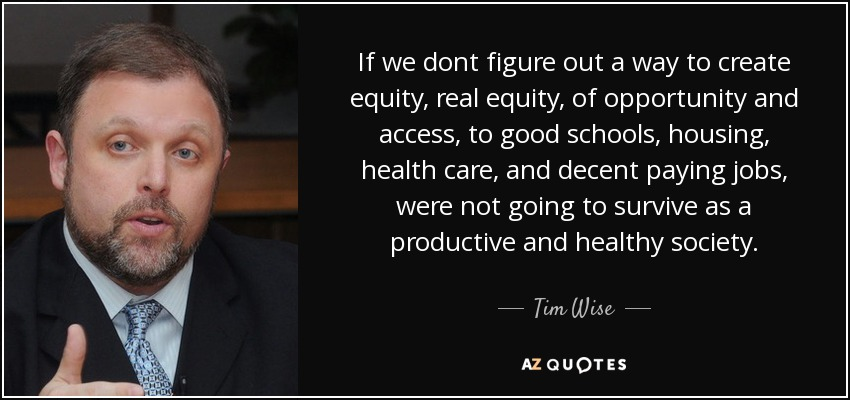 If we dont figure out a way to create
equity, real equity, of opportunity and
access, to good schools, housing,
health care, and decent paying jobs,
were not going to survive as a
productive and healthy society.
Tim Wise
AZ QUOTES